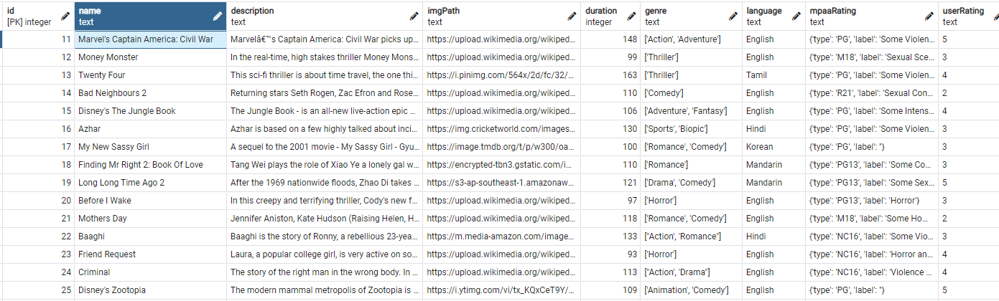 id name description imgPath duration genre language mpaaRating userRating
[PK] integer text text text integer text text text text
11 Marvel's Captain America: Civil War Marvelâ€™s Captain America: Civil War picks up... https://upload.wikimedia.org/wikiped... 148 ['Action', 'Adventure'] English {'type': 'PG', 'label': 'Some Violen... 5
12 Money Monster In the real-time, high stakes thriller Money Mons... https://upload.wikimedia.org/wikiped... 99 ['Thriller'] English {'type': 'M18', 'label': 'Sexual Sce... 3
13 Twenty Four This sci-fi thriller is about time travel, the one thi... https://i.pinimg.com/564x/2d/fc/32/... 163 ['Thriller'] Tamil {'type': 'PG', 'label': 'Some Violen... 4
14 Bad Neighbours 2 Returning stars Seth Rogen, Zac Efron and Rose... https://upload.wikimedia.org/wikiped... 110 ['Comedy'] English {'type': 'R21', 'label': 'Sexual Con... 2
15 Disney's The Jungle Book The Jungle Book - is an all-new live-action epic ... https://upload.wikimedia.org/wikiped... 106 ['Adventure', 'Fantasy'] English {'type': 'PG', 'label': 'Some Intens... 4
16 Azhar Azhar is based on a few highly talked about inci... https://img.cricketworld.com/images... 130 ['Sports', 'Biopic'] Hindi {'type': 'PG', 'label': 'Some Violen... 3
17 My New Sassy Girl A sequel to the 2001 movie - My Sassy Girl - Gyu... https://image.tmdb.org/t/p/w300/oa... 100 ['Romance', 'Comedy'] Korean {'type': 'PG', 'label': ''} 3
18 Finding Mr Right 2: Book Of Love Tang Wei plays the role of Xiao Ye a lonely gal w... https://encrypted-tbn3.gstatic.com/i... 110 ['Romance'] Mandarin {'type': 'PG13', 'label': 'Some Co... 3
19 Long Long Time Ago 2 After the 1969 nationwide floods, Zhao Di takes ... https://s3-ap-southeast-1.amazonaw... 121 ['Drama', 'Comedy'] Mandarin {'type': 'PG13', 'label': 'Some Sex... 5
20 Before I Wake In this creepy and terrifying thriller, Cody's new f... https://upload.wikimedia.org/wikiped... 97 ['Horror'] English {'type': 'PG13', 'label': 'Horror'} 3
21 Mothers Day Jennifer Aniston, Kate Hudson (Raising Helen, H... https://upload.wikimedia.org/wikiped... 118 ['Romance', 'Comedy'] English {'type': 'M18', 'label': 'Some Ho... 2
22 Baaghi Baaghi is the story of Ronny, a rebellious 23-yea... https://m.media-amazon.com/image... 133 ["Action', 'Romance"] Hindi {'type': 'NC16', 'label': 'Some Vio... 3
23 Friend Request Laura, a popular college girl, is very active on so... https://upload.wikimedia.org/wikiped... 93 ['Horror'] English {'type': 'NC16', 'label': 'Horror an... 4
24 Criminal The story of the right man in the wrong body. In ... https://upload.wikimedia.org/wikiped... 113 ["Action', 'Drama"] English {'type': 'NC16', 'label': 'Violence ... 4
25 Disney's Zootopia The modern mammal metropolis of Zootopia is ... https://i.ytimg.com/vi/tx_KQxCeT9Y/... 109 ['Animation', 'Comedy'] English {'type': 'PG', 'label': ''} 5